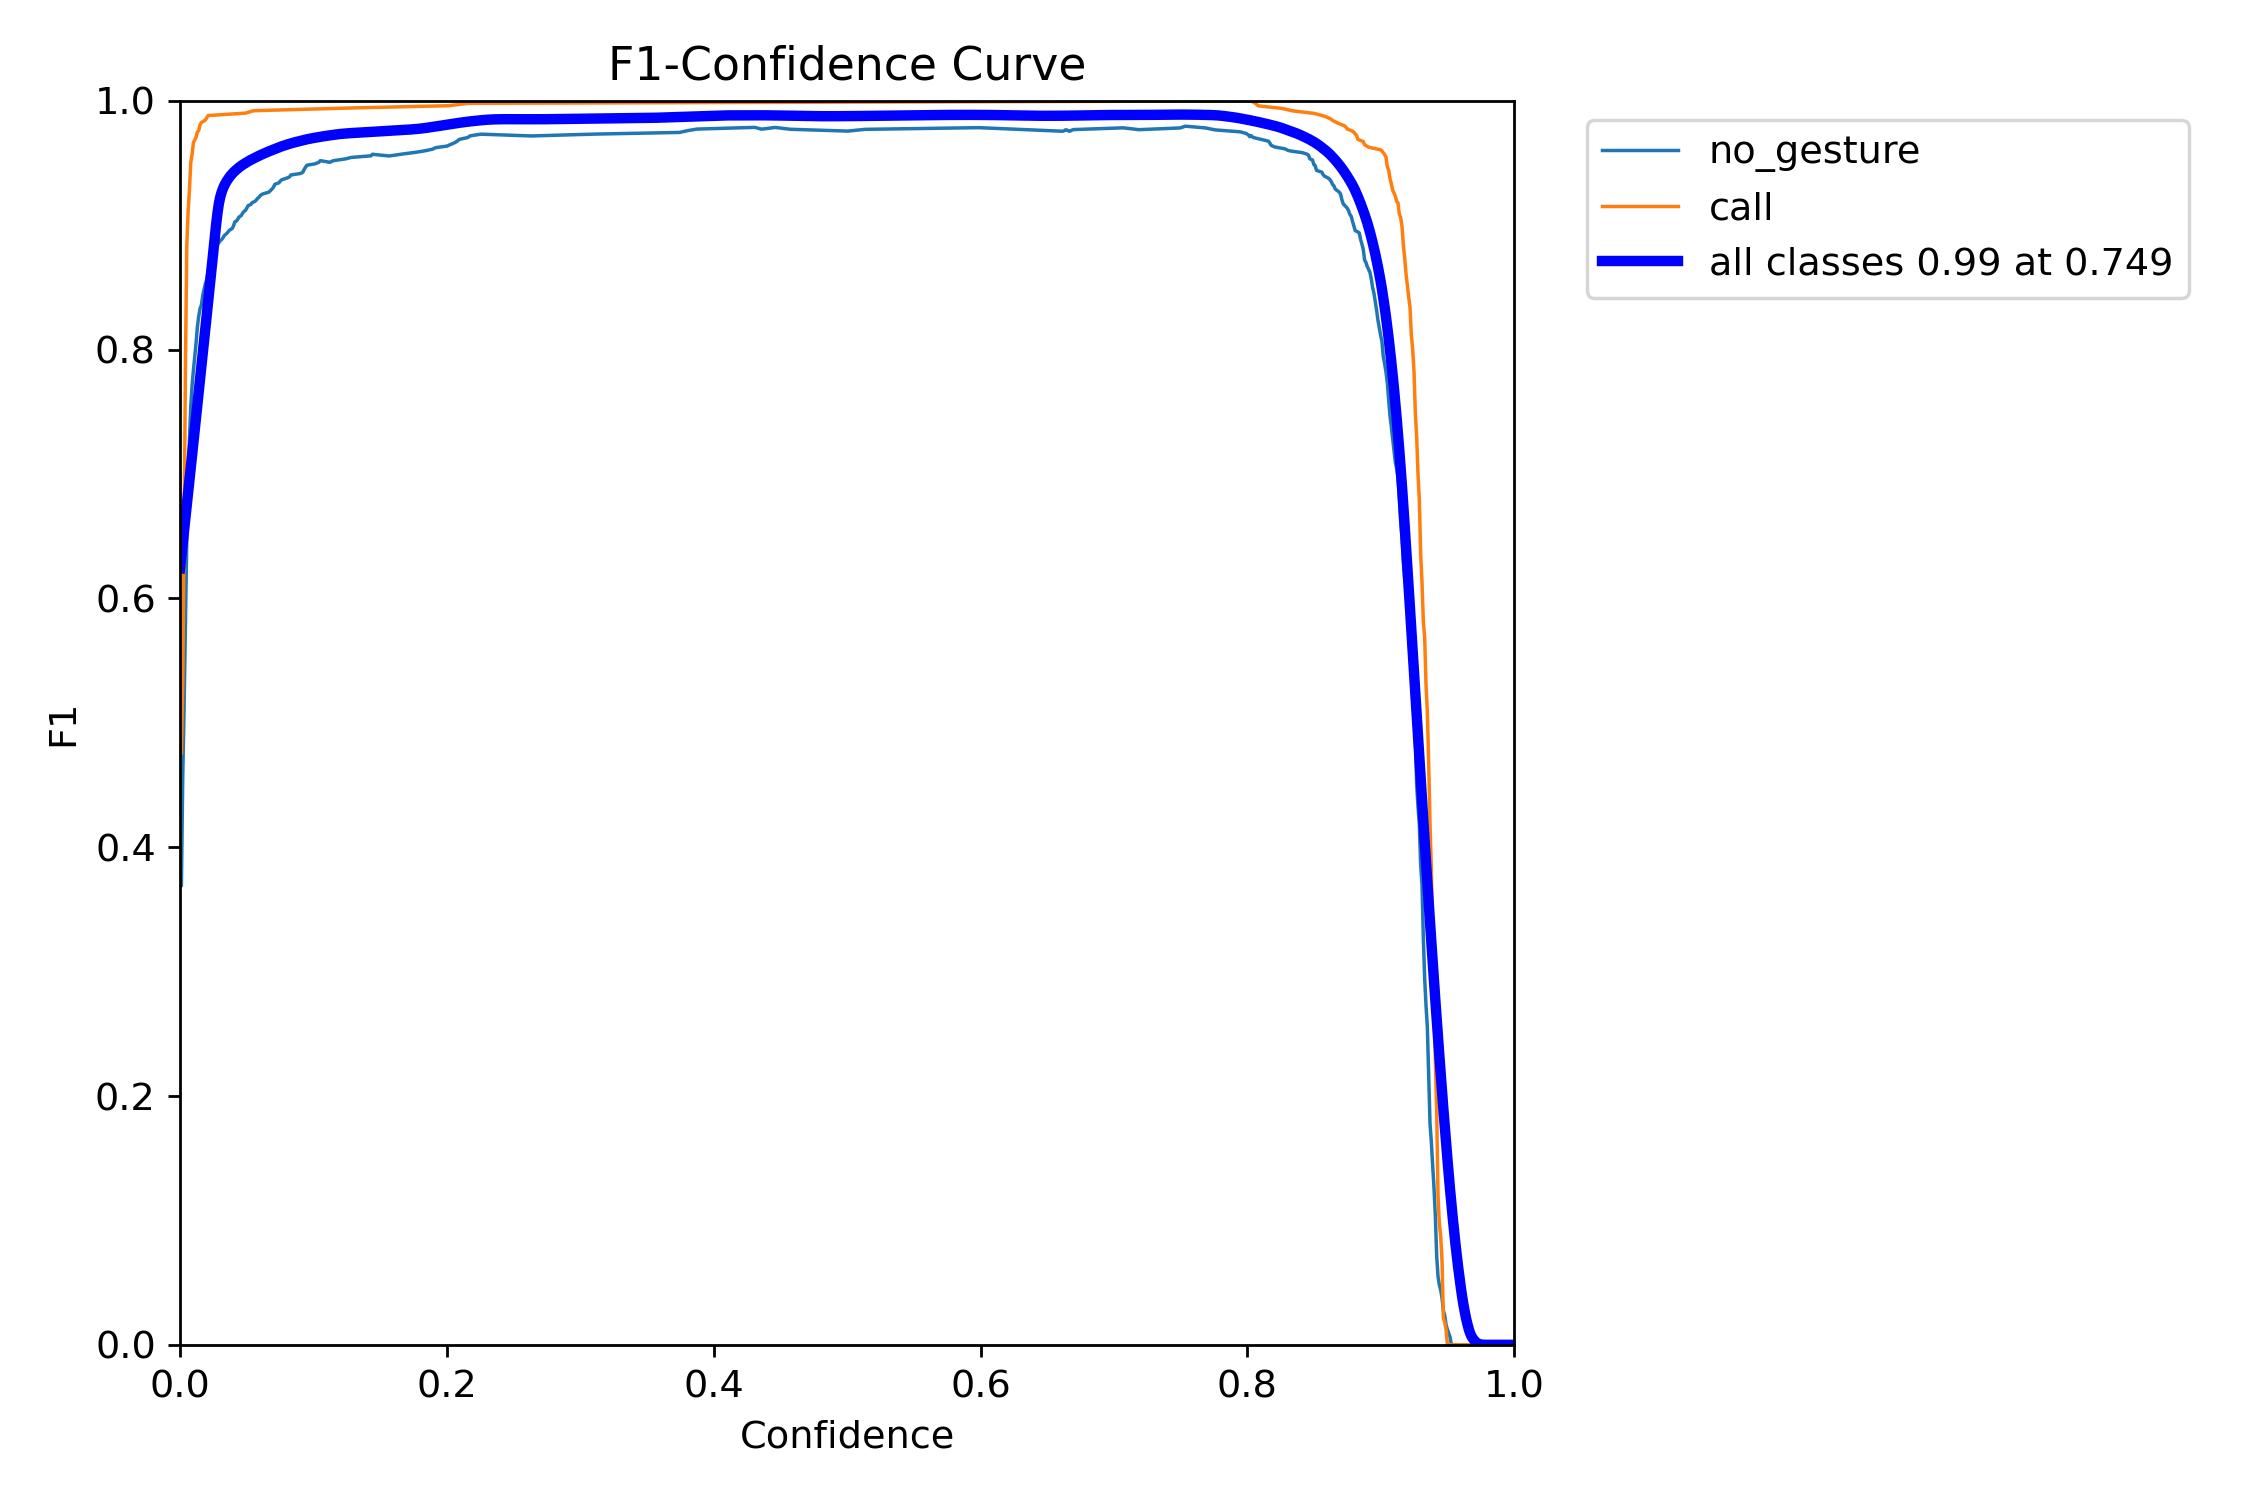 F1-Confidence Curve
1.0
0.8
0.6
0.4
0.2
0.0
F1
0.0 0.2 0.4 0.6 0.8 1.0
Confidence
no_gesture
call
all classes 0.99 at 0.749